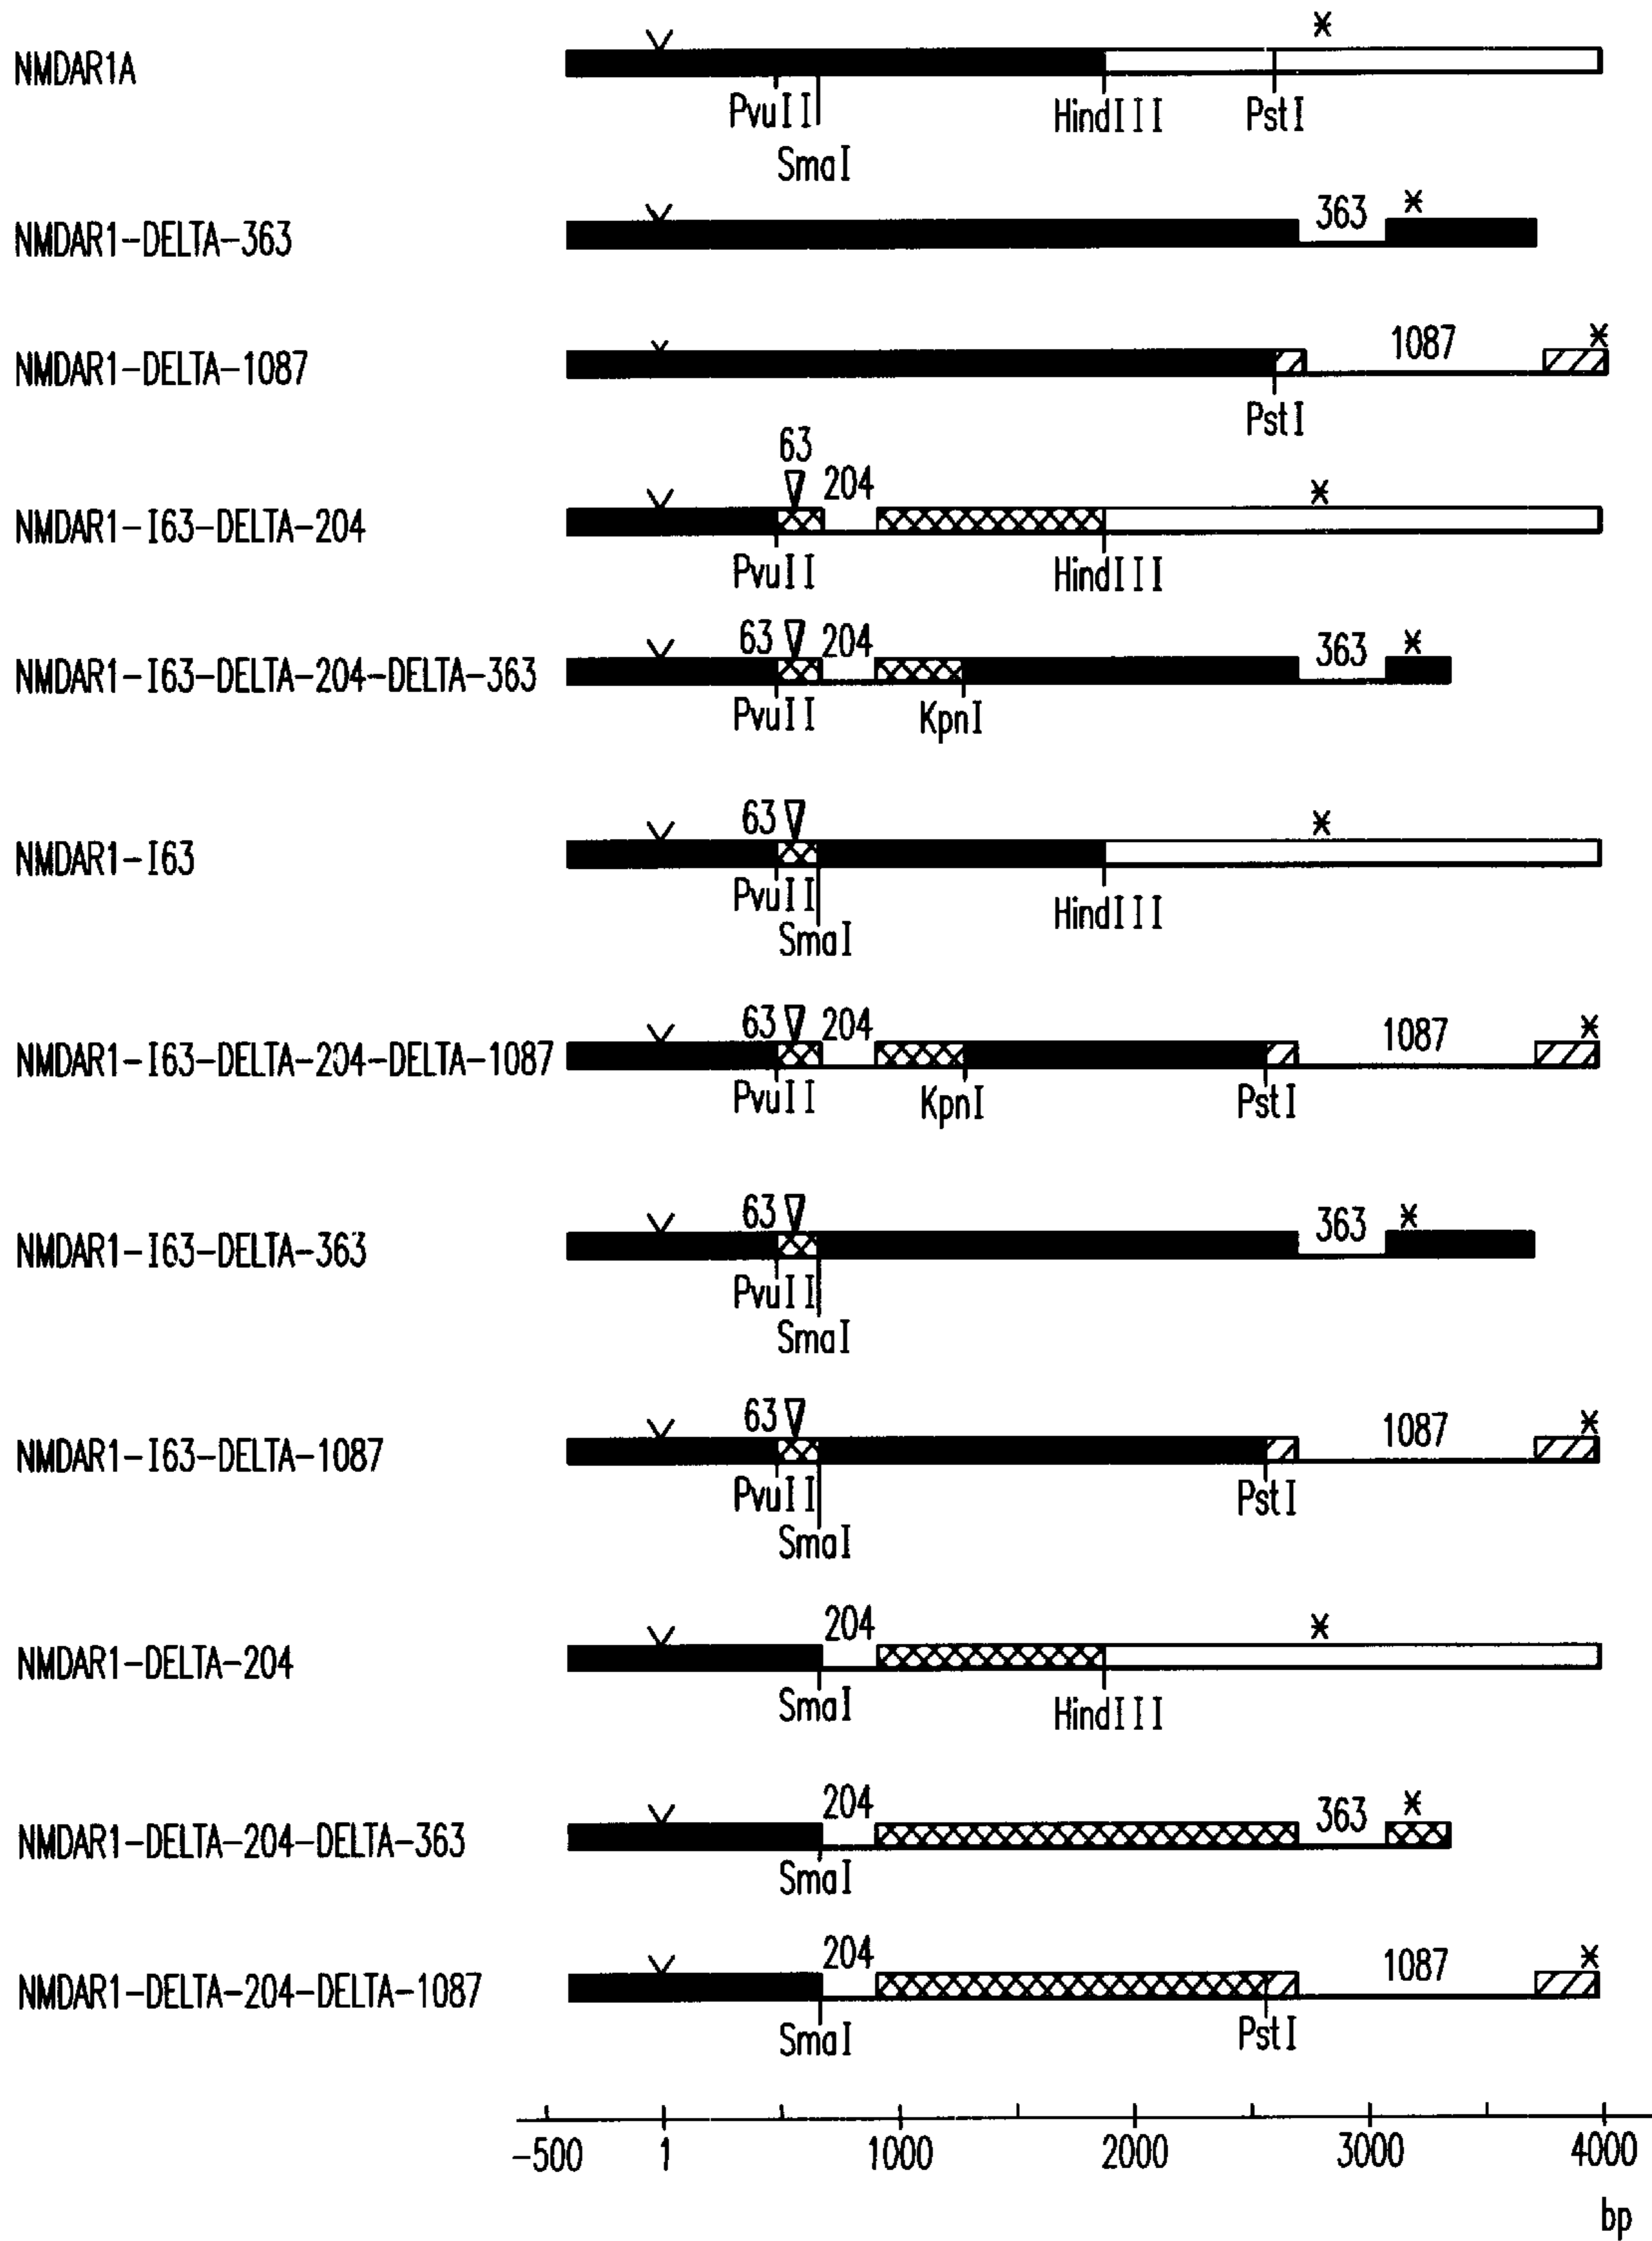 *
NMDAR1A
PvuII HindIII PstI
SmaI
363 *
NMDAR1-DELTA-363
1087 *
NMDAR1-DELTA-1087
PstI
63
204 *
NMDAR1-I63-DELTA-204
PvuII HindIII
63 204 363 *
NMDAR1-I63-DELTA-204-DELTA-363
PvuII KpnI
63 *
NMDAR1-I63
PvuII HindIII
SmaI
63 204 1087 *
NMDAR1-I63-DELTA-204-DELTA-1087
PvuII KpnI PstI
63 363 *
NMDAR1-I63-DELTA-363
PvuII
SmaI
63 1087 *
NMDAR1-I63-DELTA-1087
PvuII PstI
SmaI
204 *
NMDAR1-DELTA-204
SmaI HindIII
204 363 *
NMDAR1-DELTA-204-DELTA-363
SmaI
204 1087 *
NMDAR1-DELTA-204-DELTA-1087
SmaI PstI
-500 1 1000 2000 3000 4000
bp